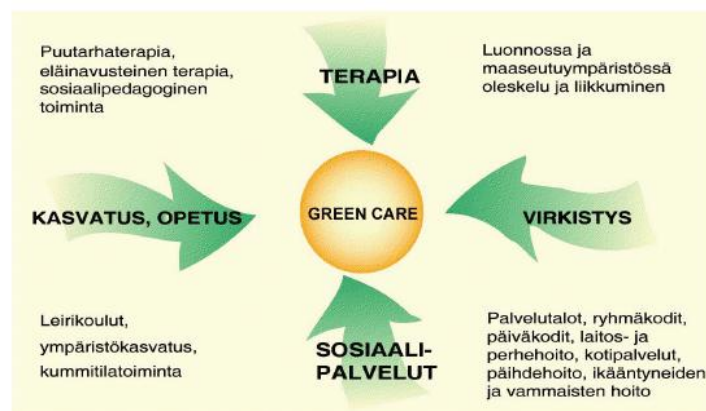 Puutarhaterapia,
eläinavusteinen terapia,
sosiaalipedagoginen
toiminta
TERAPIA
Luonnossa ja
maaseutuympäristössä
oleskelu ja liikkuminen
KASVATUS, OPETUS
GREEN CARE
VIRKISTYS
Leirikoulut,
ympäristökasvatus,
kummitilatoiminta
SOSIAALI-
PALVELUT
Palvelutalot, ryhmäkodit,
päiväkodit, laitos- ja
perhehoito, kotipalvelut,
päihdehoito, ikääntyneiden
ja vammaisten hoito